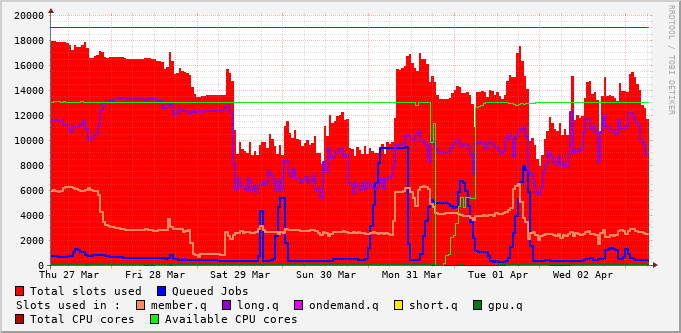 20000
18000
16000
14000
12000
10000
8000
6000
4000
2000
0
Thu 27 Mar Fri 28 Mar Sat 29 Mar Sun 30 Mar Mon 31 Mar Tue 01 Apr Wed 02 Apr
Total slots used Queued Jobs
Slots used in : member.q long.q ondemand.q short.q gpu.q
Total CPU cores Available CPU cores
RRDTOOL / TOBI OETIKER